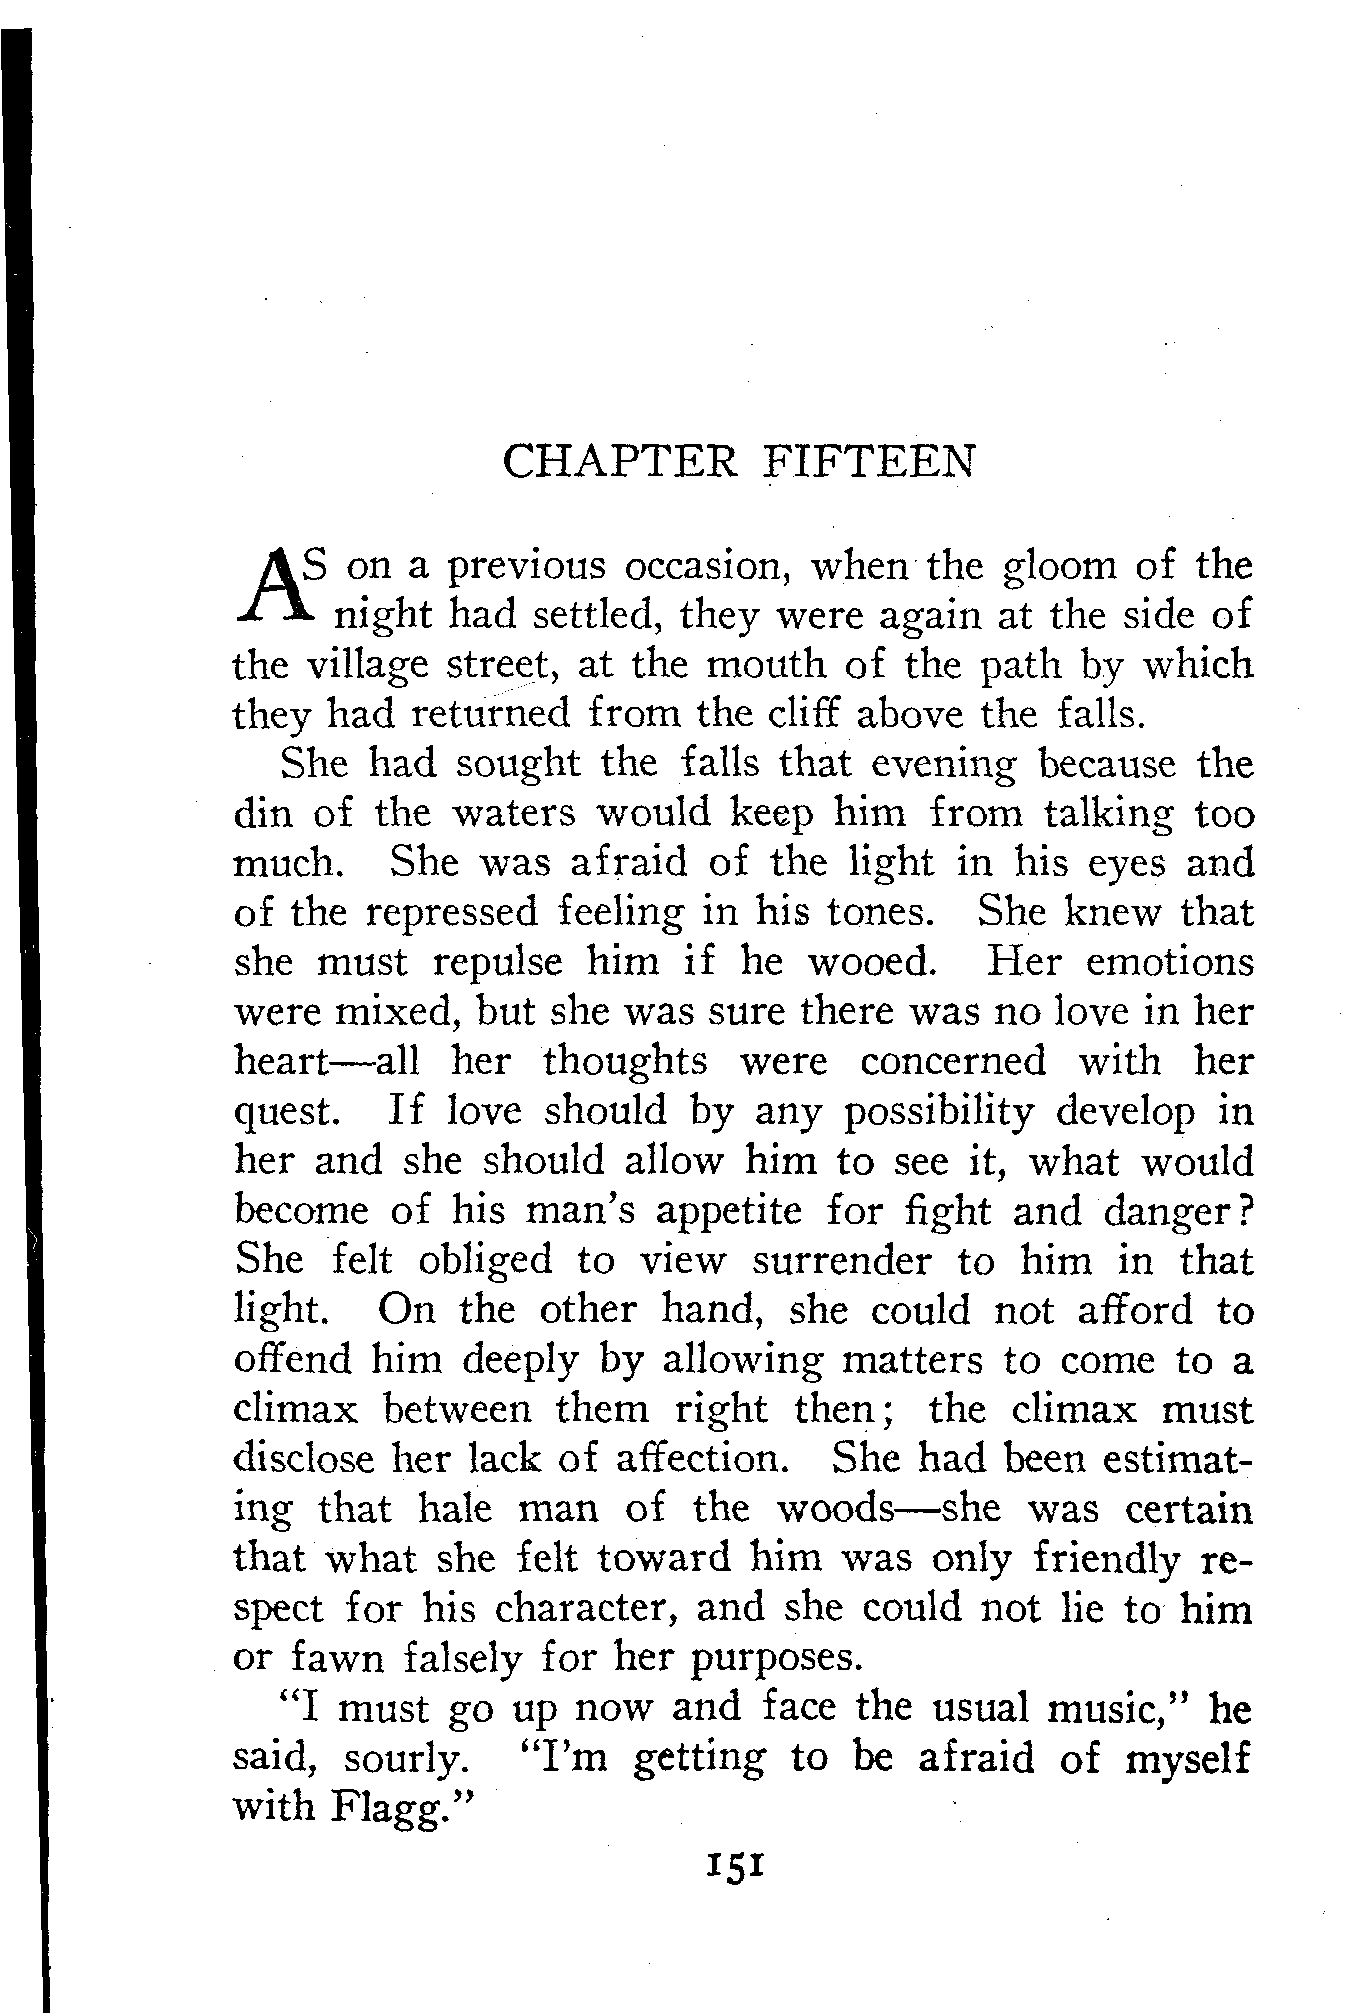 CHAPTER FIFTEEN
AS on a previous occasion, when the gloom of the
night had settled, they were again at the side of
the village street, at the mouth of the path by which
they had returned from the cliff above the falls.
She had sought the falls that evening because the
din of the waters would keep him from talking too
much. She was afraid of the light in his eyes and
of the repressed feeling in his tones. She knew that
she must repulse him if he wooed. Her emotions
were mixed, but she was sure there was no love in her
heart—all her thoughts were concerned with her
quest. If love should by any possibility develop in
her and she should allow him to see it, what would
become of his man's appetite for fight and danger?
She felt obliged to view surrender to him in that
light. On the other hand, she could not afford to
offend him deeply by allowing matters to come to a
climax between them right then; the climax must
disclose her lack of affection. She had been estimat-
ing that hale man of the woods—she was certain
that what she felt toward him was only friendly re-
spect for his character, and she could not lie to him
or fawn falsely for her purposes.
"I must go up now and face the usual music," he
said, sourly. "I'm getting to be afraid of myself
with Flagg."
151